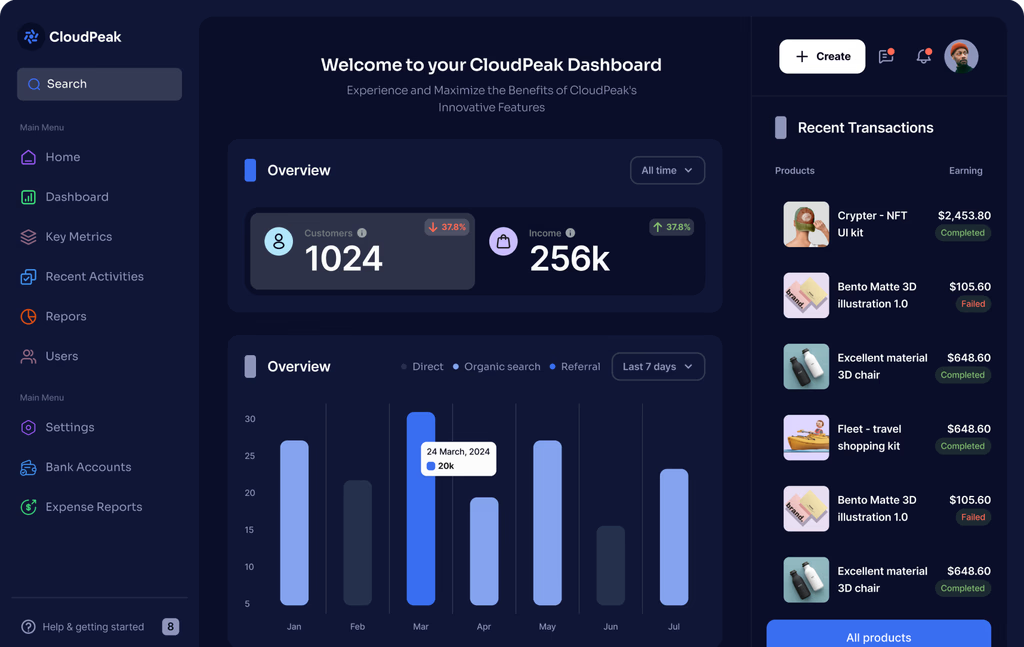 CloudPeak
Search
Main Menu
Home
Dashboard
Key Metrics
Recent Activities
Repors
Users
Main Menu
Settings
Bank Accounts
Expense Reports
Help & getting started 8
Welcome to your CloudPeak Dashboard
Experience and Maximize the Benefits of CloudPeak's
Innovative Features
Overview
All time
Customers
37.8%
1024
Income
37.8%
256k
Overview
Direct
Organic search
Referral
Last 7 days
30
25
20
15
10
5
24 March, 2024
20k
Jan Feb Mar Apr May Jun Jul
Create
Recent Transactions
Products Earning
Crypter - NFT $2,453.80
UI kit Completed
brand.
Bento Matte 3D $105.60
illustration 1.0 Failed
Excellent material $648.60
3D chair Completed
Fleet - travel $648.60
shopping kit Completed
brand.
Bento Matte 3D $105.60
illustration 1.0 Failed
Excellent material $648.60
3D chair Completed
All products